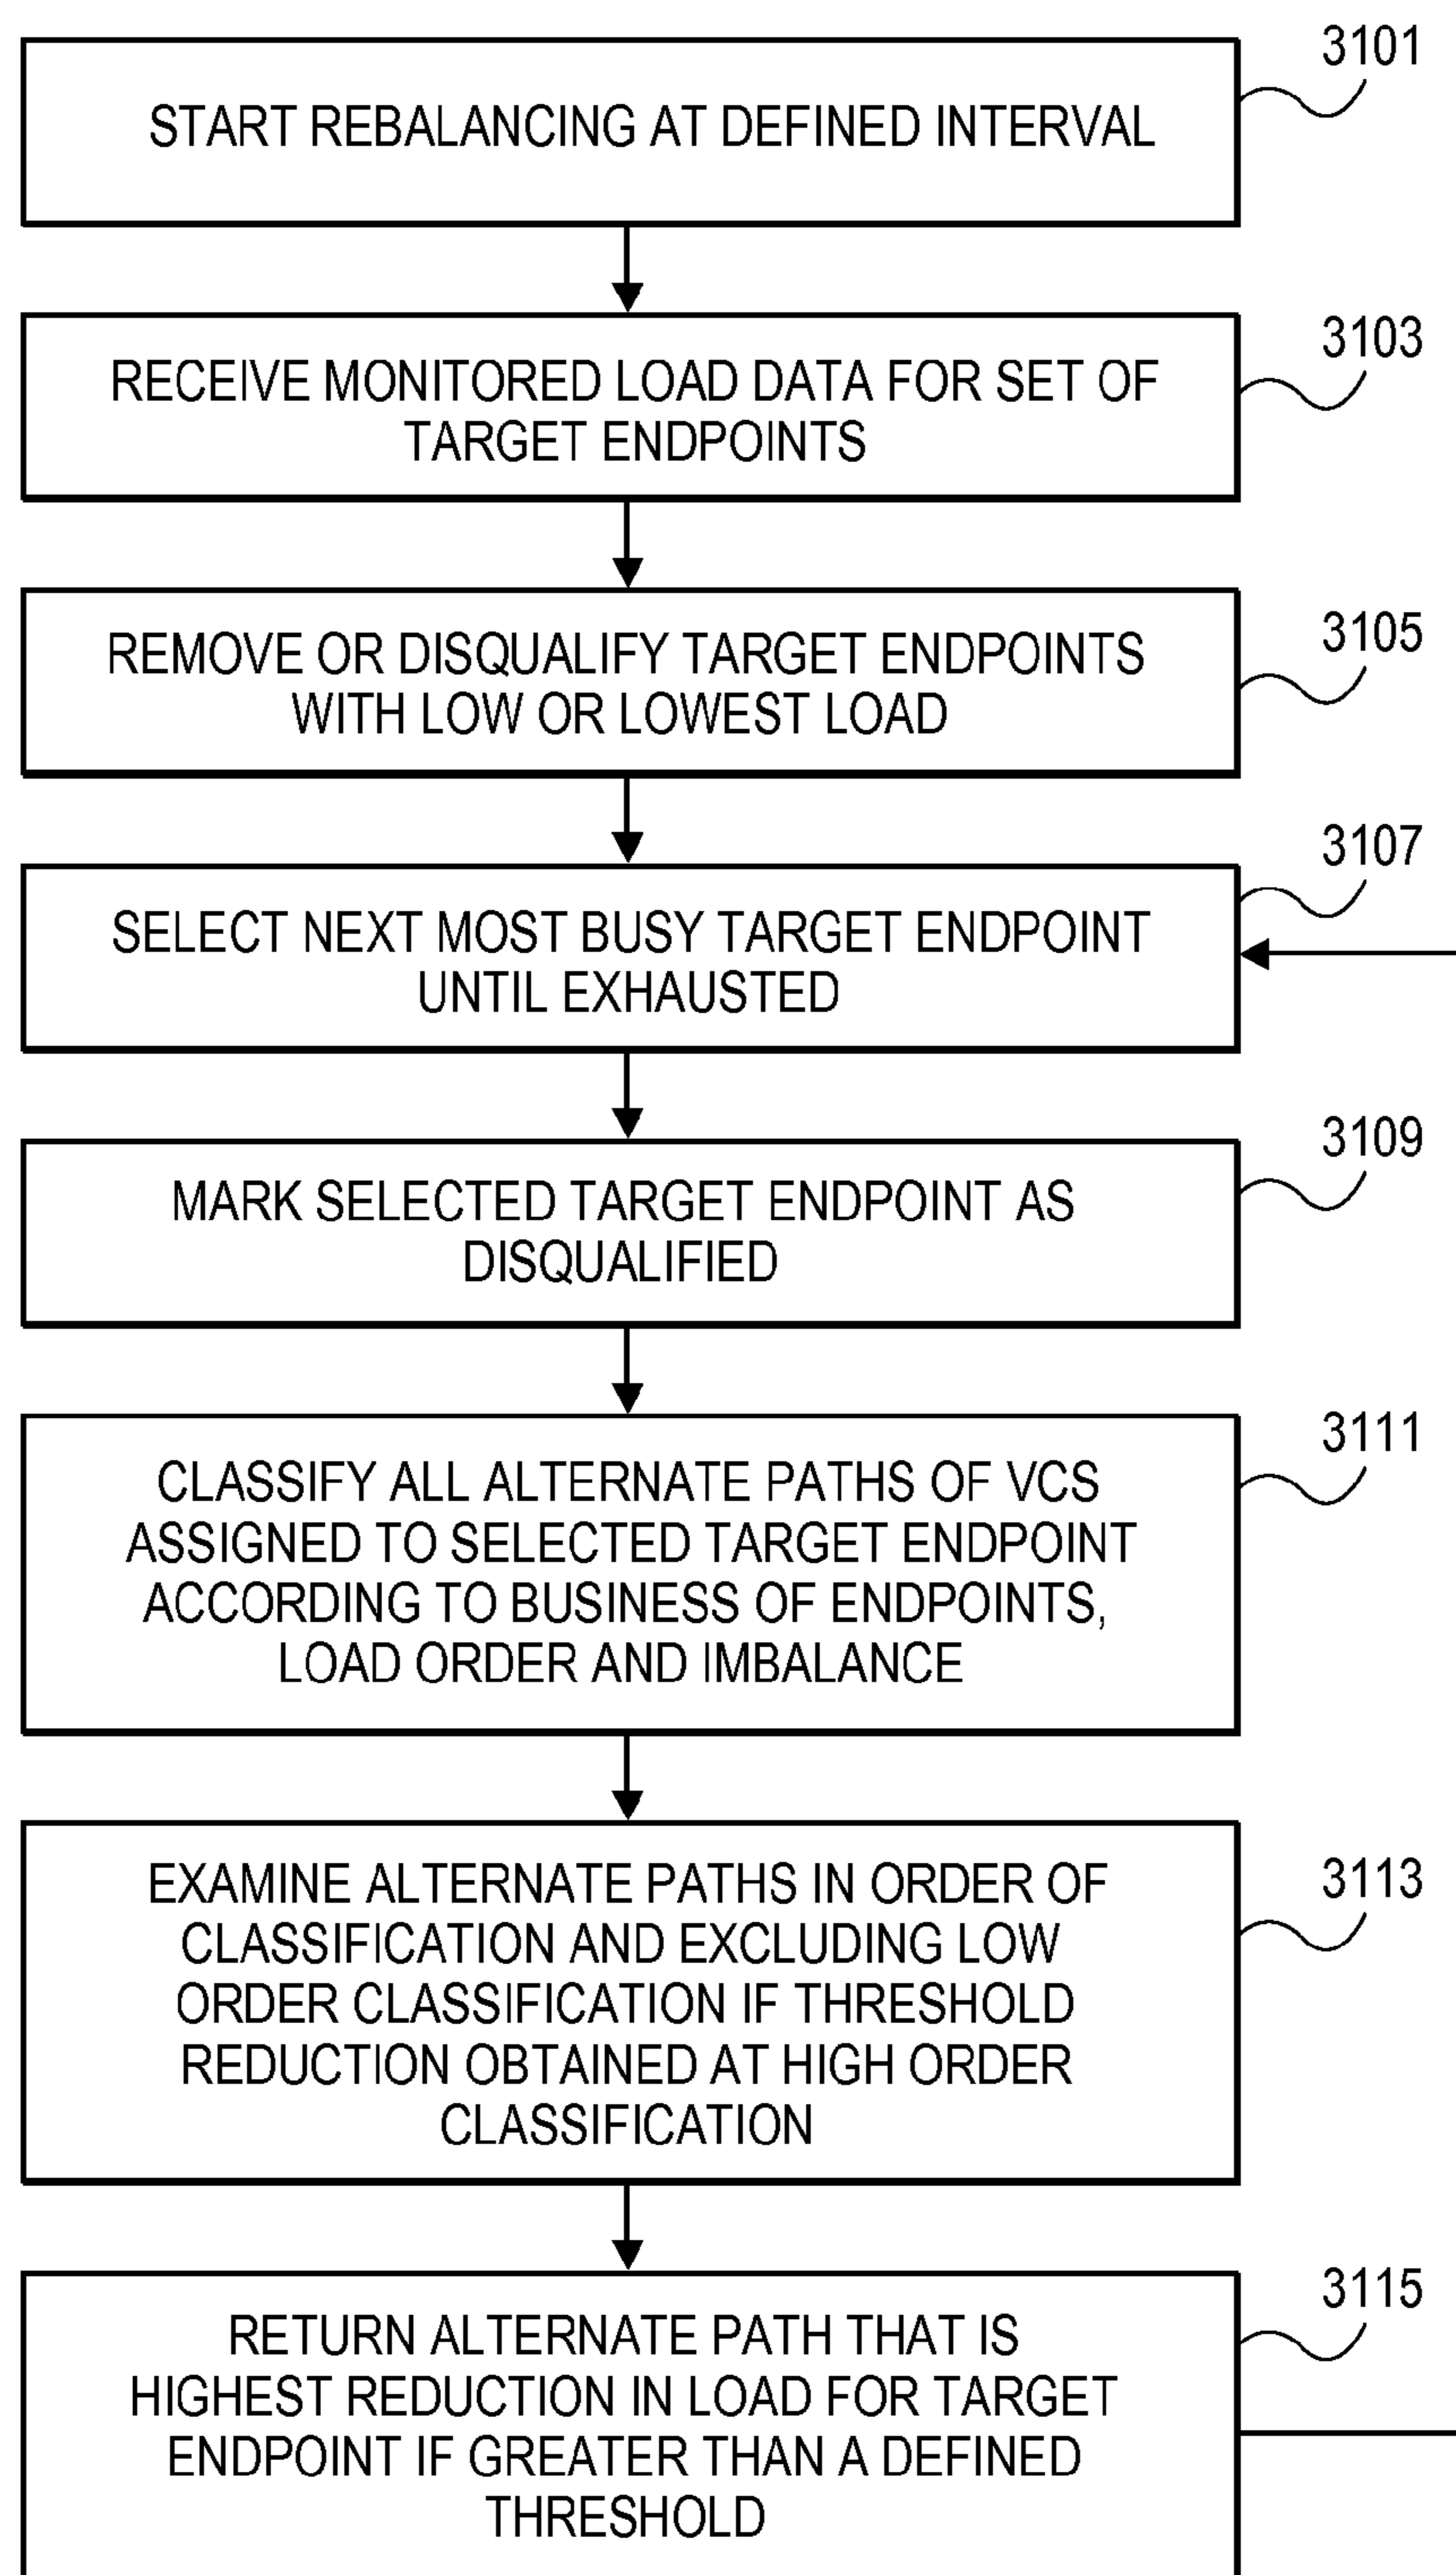 3101
START REBALANCING AT DEFINED INTERVAL
3103
RECEIVE MONITORED LOAD DATA FOR SET OF
TARGET ENDPOINTS
3105
REMOVE OR DISQUALIFY TARGET ENDPOINTS
WITH LOW OR LOWEST LOAD
3107
SELECT NEXT MOST BUSY TARGET ENDPOINT
UNTIL EXHAUSTED
3109
MARK SELECTED TARGET ENDPOINT AS
DISQUALIFIED
3111
CLASSIFY ALL ALTERNATE PATHS OF VCS
ASSIGNED TO SELECTED TARGET ENDPOINT
ACCORDING TO BUSINESS OF ENDPOINTS,
LOAD ORDER AND IMBALANCE
3113
EXAMINE ALTERNATE PATHS IN ORDER OF
CLASSIFICATION AND EXCLUDING LOW
ORDER CLASSIFICATION IF THRESHOLD
REDUCTION OBTAINED AT HIGH ORDER
CLASSIFICATION
3115
RETURN ALTERNATE PATH THAT IS
HIGHEST REDUCTION IN LOAD FOR TARGET
ENDPOINT IF GREATER THAN A DEFINED
THRESHOLD